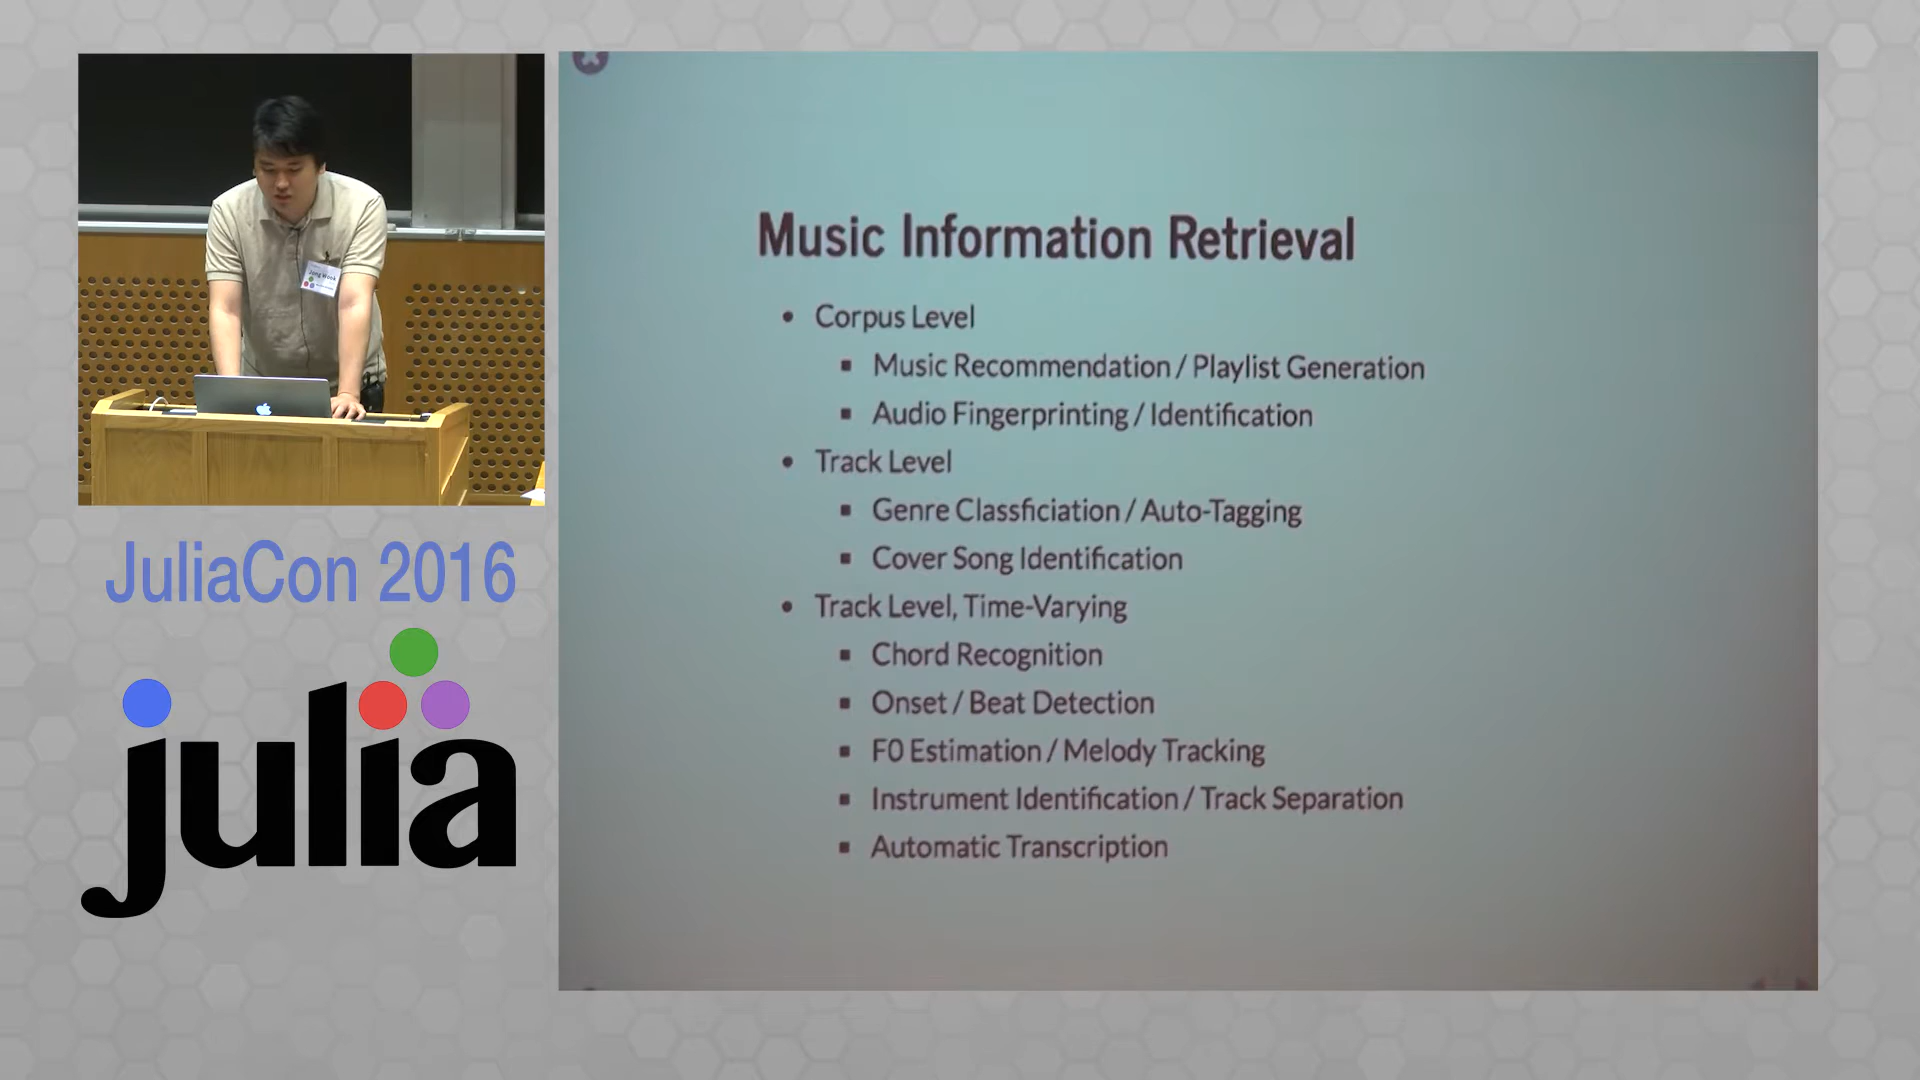 Jong Wook
JuliaCon 2016
julia
Music Information Retrieval
• Corpus Level
▪ Music Recommendation / Playlist Generation
▪ Audio Fingerprinting / Identification
• Track Level
▪ Genre Classficiation / Auto-Tagging
▪ Cover Song Identification
• Track Level, Time-Varying
▪ Chord Recognition
▪ Onset / Beat Detection
▪ F0 Estimation / Melody Tracking
▪ Instrument Identification / Track Separation
▪ Automatic Transcription